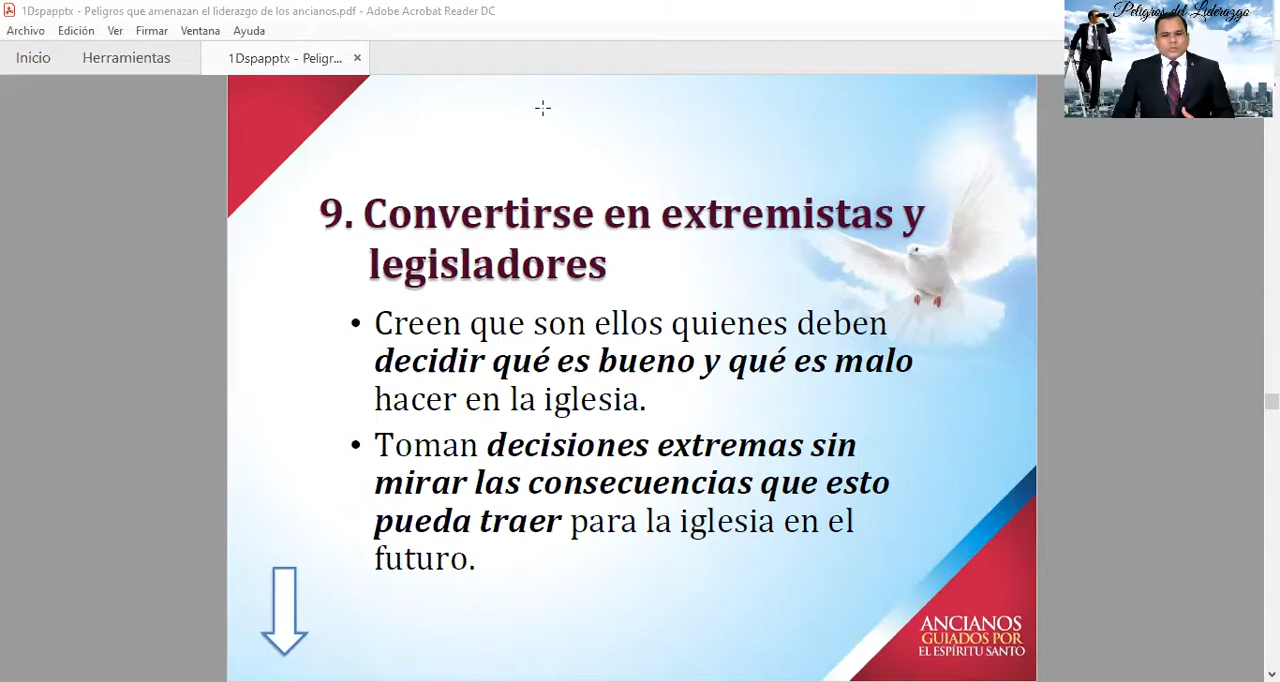 1Dspapptx - Peligros que amenazan el liderazgo de los ancianos.pdf - Adobe Acrobat Reader DC
Archivo Edición Ver Firmar Ventana Ayuda
Inicio Herramientas 1Dspapptx - Peligr... ×
Peligros del Liderazgo
9. Convertirse en extremistas y
legisladores
• Creen que son ellos quienes deben
decidir qué es bueno y qué es malo
hacer en la iglesia.
• Toman decisiones extremas sin
mirar las consecuencias que esto
pueda traer para la iglesia en el
futuro.
ANCIANOS
GUIADOS POR
EL ESPÍRITU SANTO